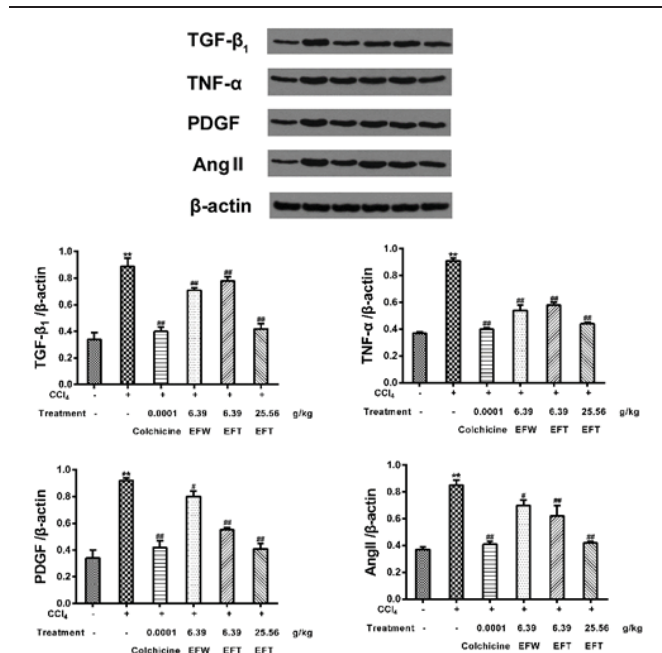 TGF-β₁
TNF-α
PDGF
Ang II
β-actin
TGF-β₁/β-actin
1.0
0.8
0.6
0.4
0.2
0.0
**
##
##
##
##
CCl₄ - + + + + +
Treatment - - 0.0001 6.39 6.39 25.56 g/kg
Colchicine EFW EFT EFT
TNF-α/β-actin
1.0
0.8
0.6
0.4
0.2
0.0
**
##
##
##
##
CCl₄ - + + + + +
Treatment - - 0.0001 6.39 6.39 25.56 g/kg
Colchicine EFW EFT EFT
PDGF/β-actin
1.0
0.8
0.6
0.4
0.2
0.0
**
##
#
##
##
CCl₄ - + + + + +
Treatment - - 0.0001 6.39 6.39 25.56 g/kg
Colchicine EFW EFT EFT
AngII/β-actin
1.0
0.8
0.6
0.4
0.2
0.0
**
##
#
##
##
CCl₄ - + + + + +
Treatment - - 0.0001 6.39 6.39 25.56 g/kg
Colchicine EFW EFT EFT